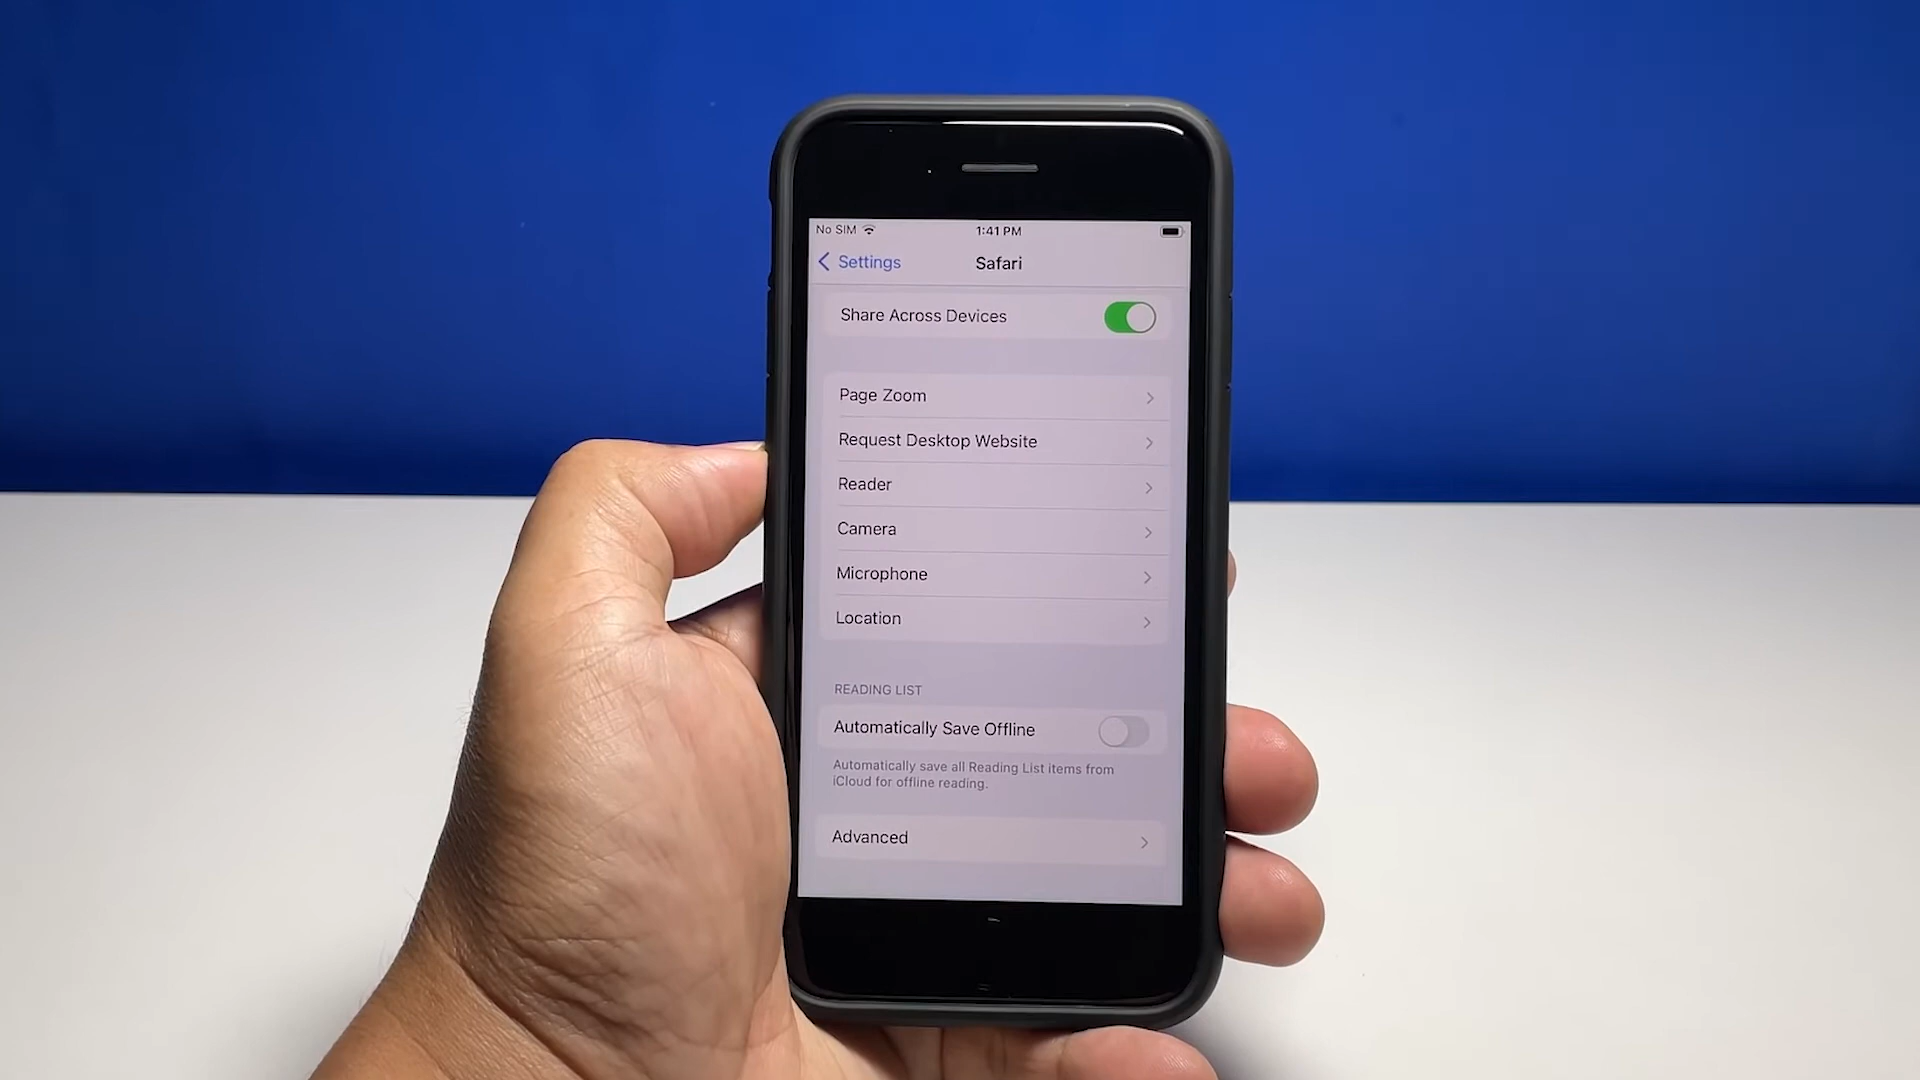 No SIM
1:41 PM
Settings
Safari
Share Across Devices
Page Zoom
Request Desktop Website
Reader
Camera
Microphone
Location
READING LIST
Automatically Save Offline
Automatically save all Reading List items from
iCloud for offline reading.
Advanced